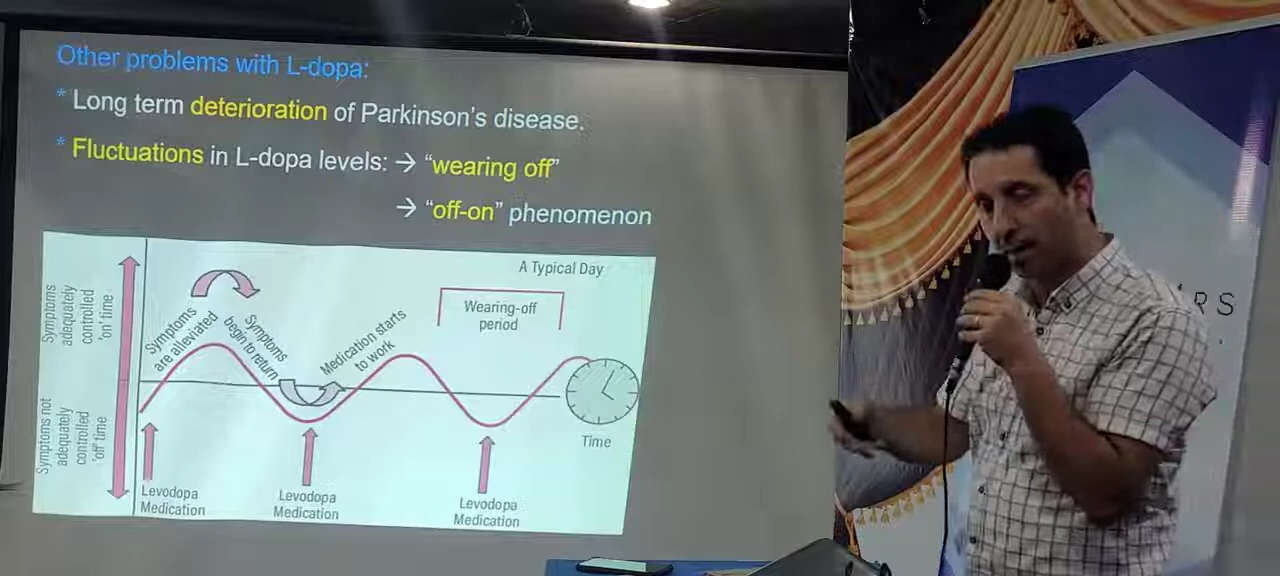 Other problems with L-dopa:
* Long term deterioration of Parkinson's disease.
* Fluctuations in L-dopa levels: → "wearing off"
→ "off-on" phenomenon
A Typical Day
Wearing-off
period
Symptoms
adequately
controlled
'on' time
Symptoms
are alleviated
Symptoms
begin to return
Medication starts
to work
Symptoms not
adequately
controlled
'off' time
Time
Levodopa
Medication
Levodopa
Medication
Levodopa
Medication
RS